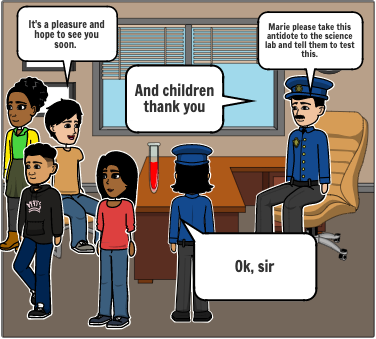 It's a pleasure and
hope to see you
soon.
Marie please take this
antidote to the science
lab and tell them to test
this.
And children
thank you
Ok, sir